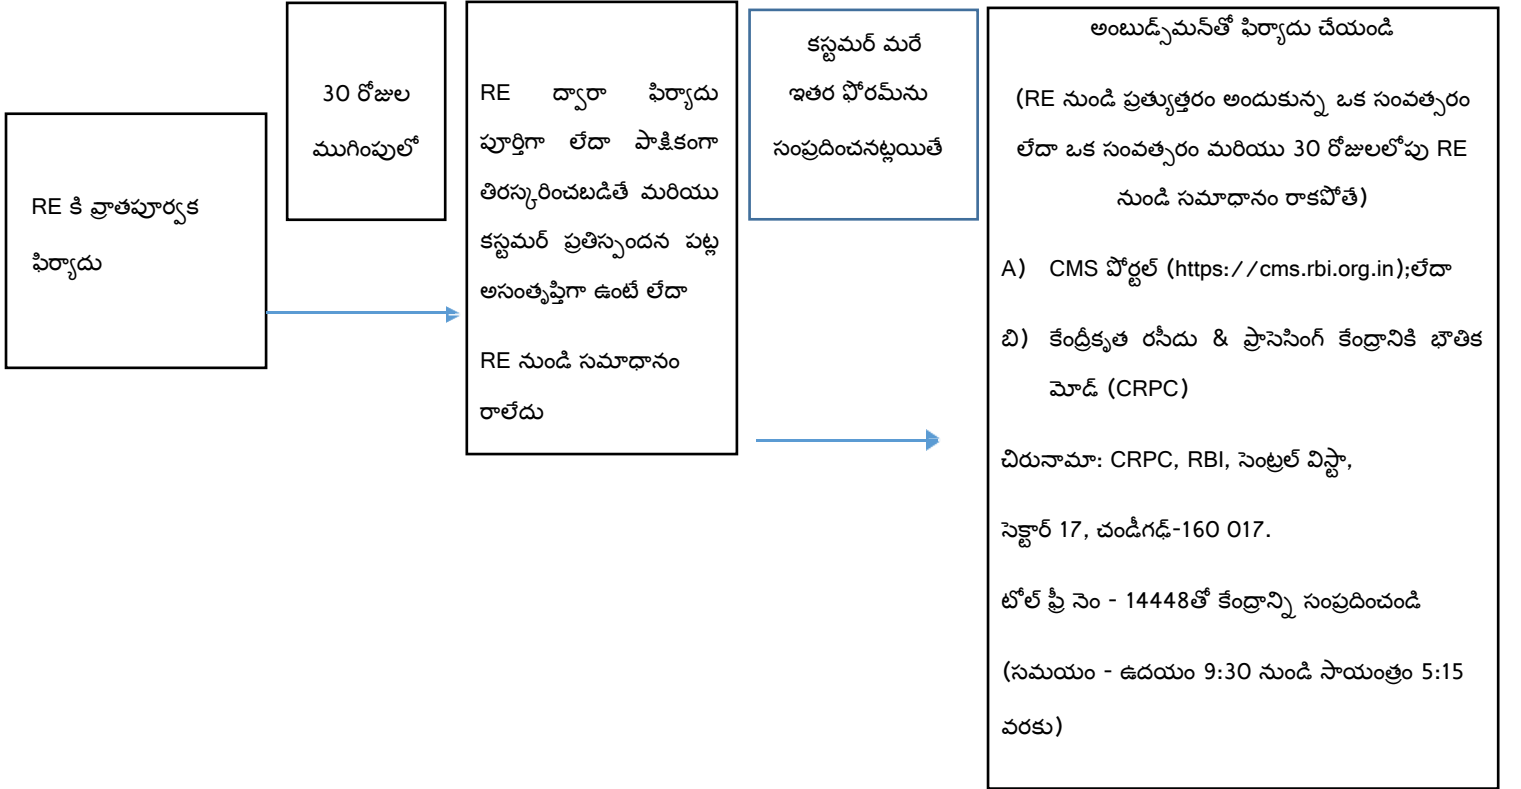 RE కి వ్రాతపూర్వక
ఫిర్యాదు
30 రోజుల
ముగింపులో
RE ద్వారా ఫిర్యాదు
పూర్తిగా లేదా పాక్షికంగా
తిరస్కరించబడితే మరియు
కస్టమర్ ప్రతిస్పందన పట్ల
అసంతృప్తిగా ఉంటే లేదా
RE నుండి సమాధానం
రాలేదు
కస్టమర్ మరే
ఇతర ఫోరమ్‌ను
సంప్రదించనట్లయితే
అంబుడ్స్‌మన్‌తో ఫిర్యాదు చేయండి
(RE నుండి ప్రత్యుత్తరం అందుకున్న ఒక సంవత్సరం
లేదా ఒక సంవత్సరం మరియు 30 రోజులలోపు RE
నుండి సమాధానం రాకపోతే)
A) CMS పోర్టల్ (https://cms.rbi.org.in);లేదా
బి) కేంద్రీకృత రసీదు & ప్రాసెసింగ్ కేంద్రానికి భౌతిక
మోడ్ (CRPC)
చిరునామా: CRPC, RBI, సెంట్రల్ విస్టా,
సెక్టార్ 17, చండీగఢ్-160 017.
టోల్ ఫ్రీ నెం - 14448తో కేంద్రాన్ని సంప్రదించండి
(సమయం - ఉదయం 9:30 నుండి సాయంత్రం 5:15
వరకు)